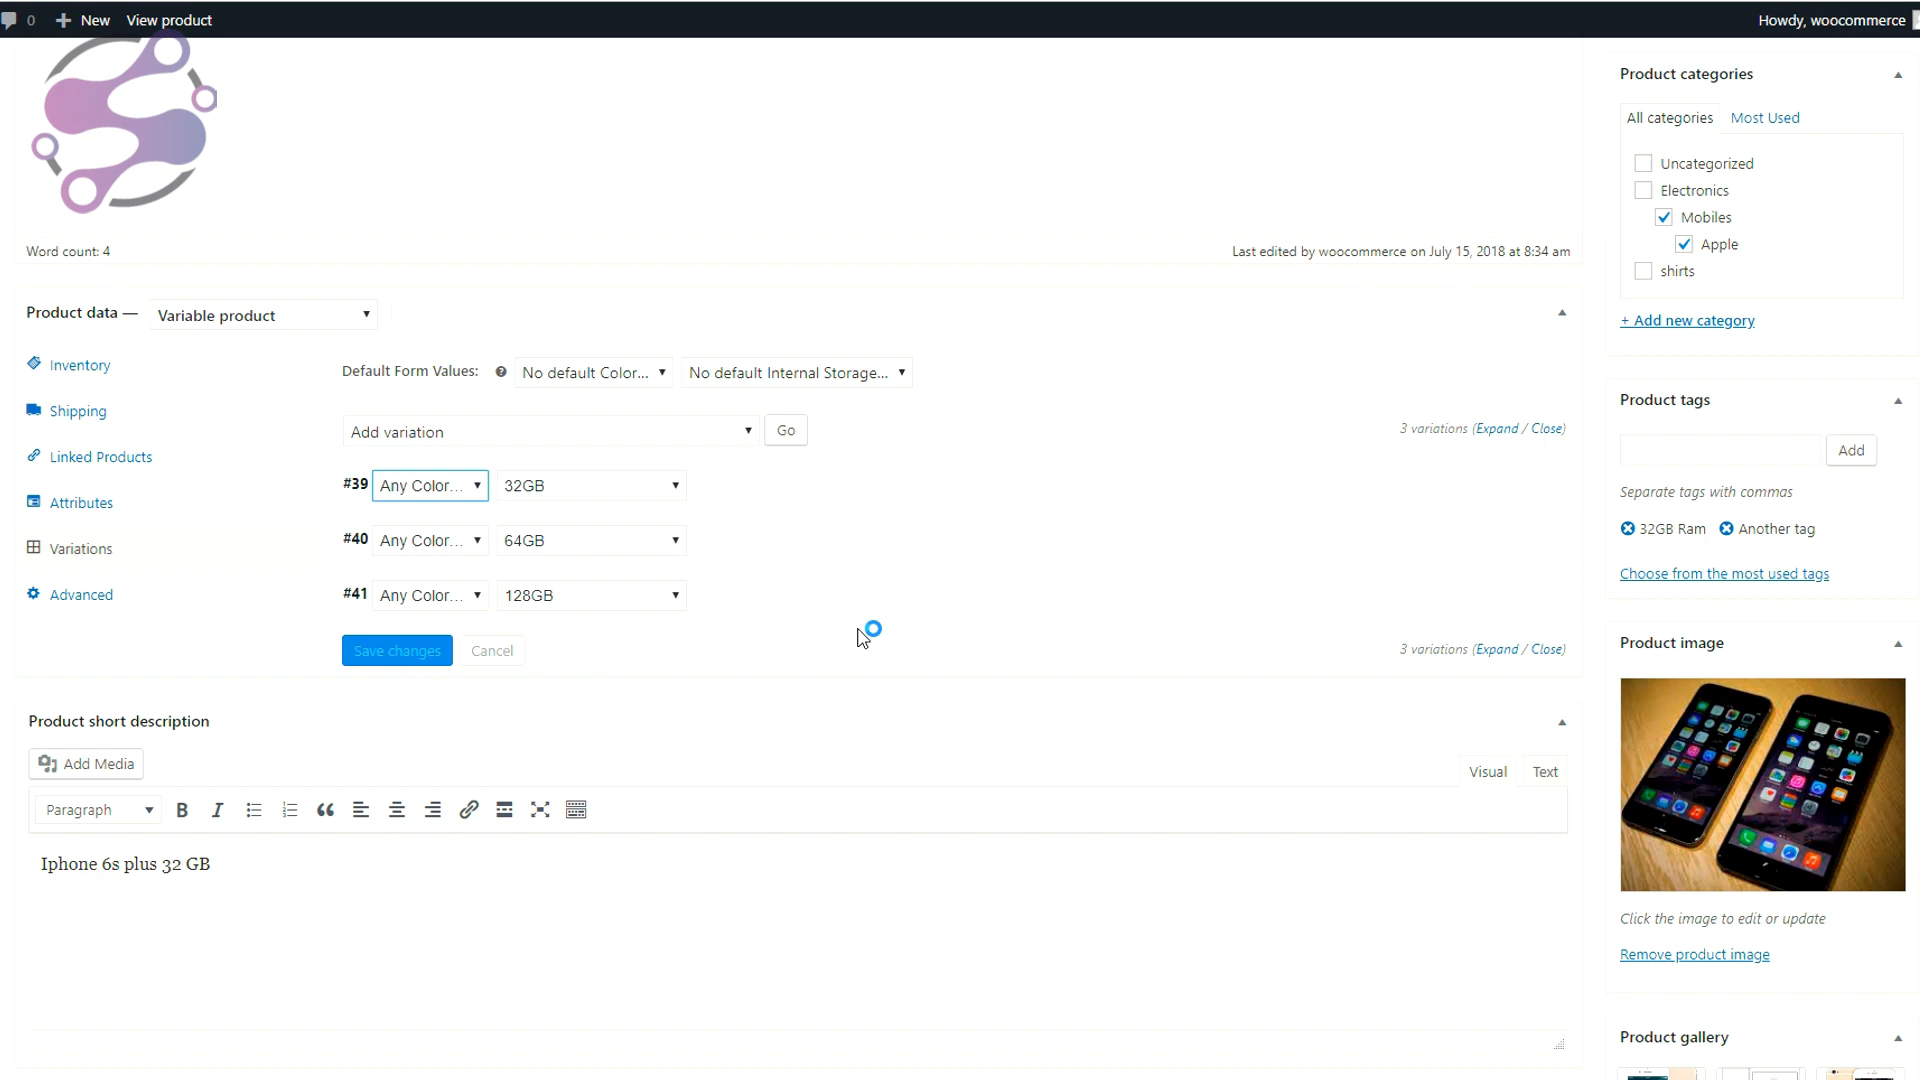 0 New View product Howdy, woocommerce
Word count: 4 Last edited by woocommerce on July 15, 2018 at 8:34 am
Product data — Variable product
Inventory
Shipping
Linked Products
Attributes
Variations
Advanced
Default Form Values: No default Color... No default Internal Storage...
Add variation Go 3 variations (Expand / Close)
#39 Any Color... 32GB
#40 Any Color... 64GB
#41 Any Color... 128GB
Save changes Cancel 3 variations (Expand / Close)
Product short description
Add Media Visual Text
Paragraph B I
Iphone 6s plus 32 GB
Product categories
All categories Most Used
Uncategorized
Electronics
Mobiles
Apple
shirts
+ Add new category
Product tags
Add
Separate tags with commas
32GB Ram Another tag
Choose from the most used tags
Product image
Click the image to edit or update
Remove product image
Product gallery